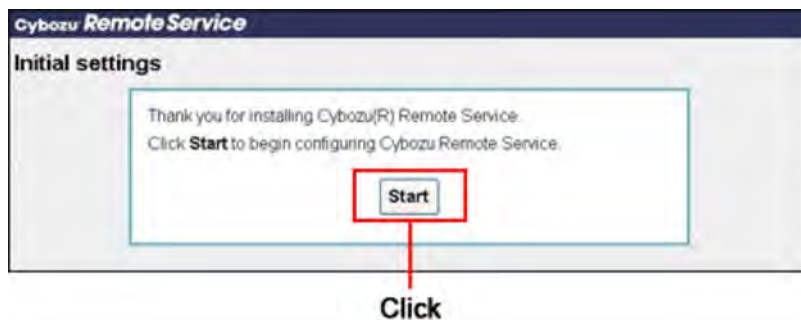 Cybozu Remote Service
Initial settings
Thank you for installing Cybozu(R) Remote Service.
Click Start to begin configuring Cybozu Remote Service.
Start
Click